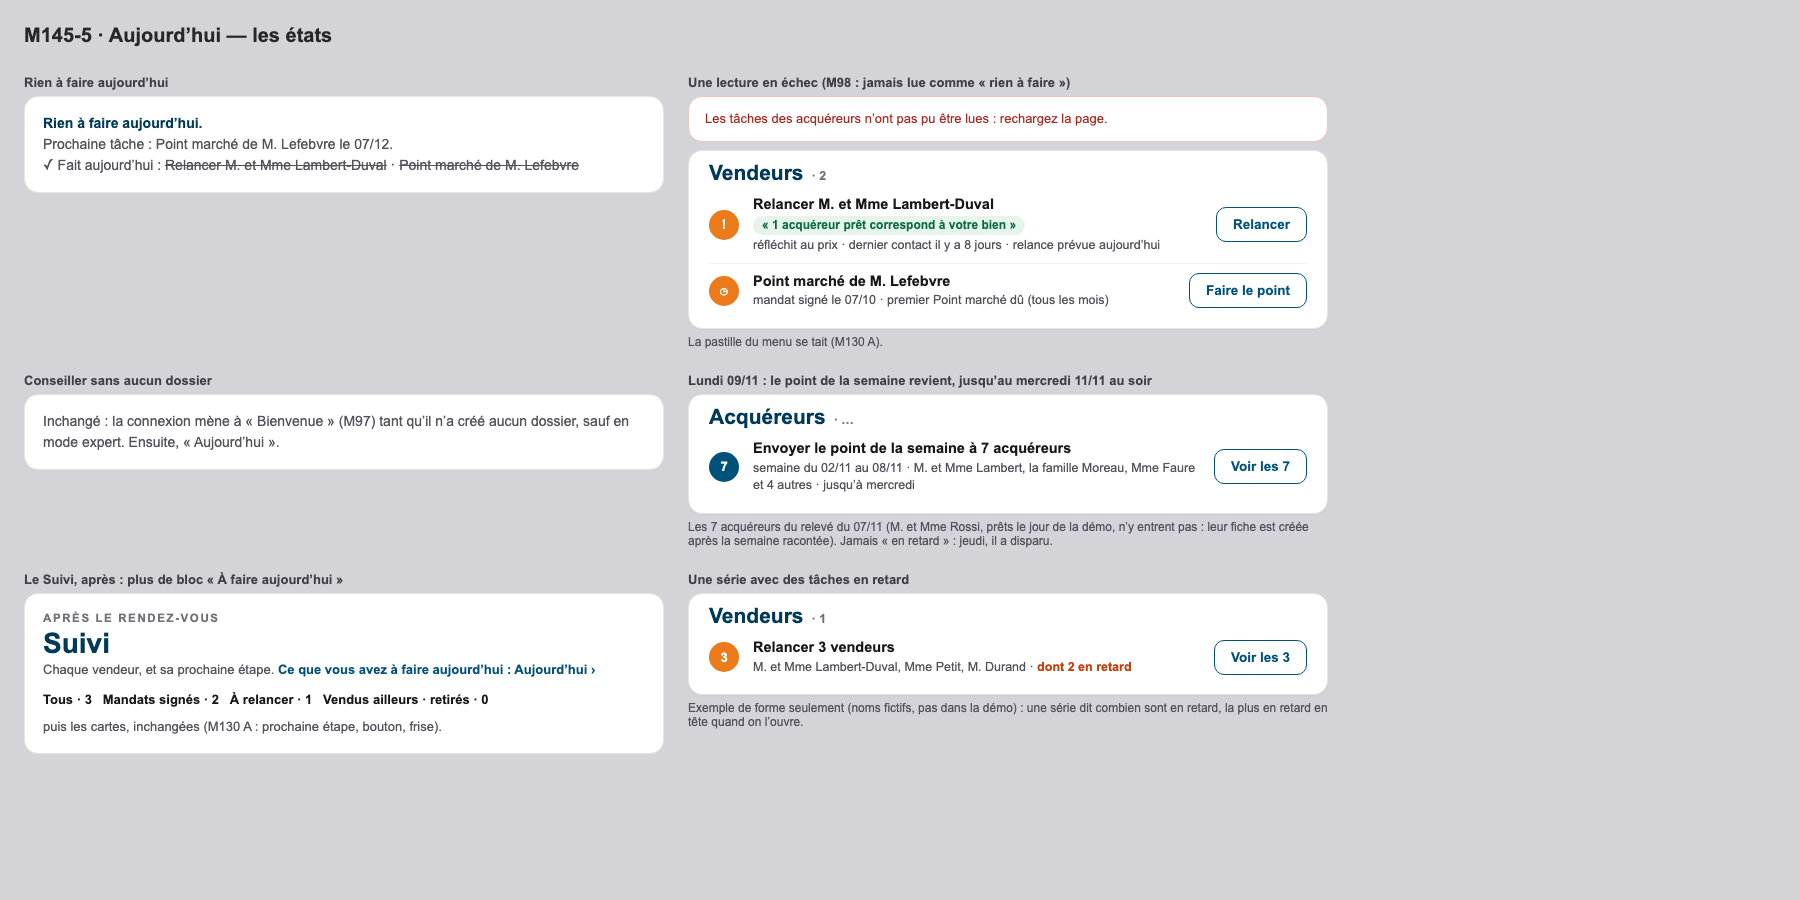 M145-5 · Aujourd’hui — les états
Rien à faire aujourd’hui
Rien à faire aujourd’hui.
Prochaine tâche : Point marché de M. Lefebvre le 07/12.
✓ Fait aujourd’hui : Relancer M. et Mme Lambert-Duval · Point marché de M. Lefebvre
Une lecture en échec (M98 : jamais lue comme « rien à faire »)
Les tâches des acquéreurs n’ont pas pu être lues : rechargez la page.
Vendeurs · 2
!
Relancer M. et Mme Lambert-Duval
« 1 acquéreur prêt correspond à votre bien »
réfléchit au prix · dernier contact il y a 8 jours · relance prévue aujourd’hui
Relancer
Point marché de M. Lefebvre
mandat signé le 07/10 · premier Point marché dû (tous les mois)
Faire le point
La pastille du menu se tait (M130 A).
Conseiller sans aucun dossier
Inchangé : la connexion mène à « Bienvenue » (M97) tant qu’il n’a créé aucun dossier, sauf en
mode expert. Ensuite, « Aujourd’hui ».
Lundi 09/11 : le point de la semaine revient, jusqu’au mercredi 11/11 au soir
Acquéreurs · …
7
Envoyer le point de la semaine à 7 acquéreurs
semaine du 02/11 au 08/11 · M. et Mme Lambert, la famille Moreau, Mme Faure
et 4 autres · jusqu’à mercredi
Voir les 7
Les 7 acquéreurs du relevé du 07/11 (M. et Mme Rossi, prêts le jour de la démo, n’y entrent pas : leur fiche est créée
après la semaine racontée). Jamais « en retard » : jeudi, il a disparu.
Le Suivi, après : plus de bloc « À faire aujourd’hui »
APRÈS LE RENDEZ-VOUS
Suivi
Chaque vendeur, et sa prochaine étape. Ce que vous avez à faire aujourd’hui : Aujourd’hui ›
Tous · 3 Mandats signés · 2 À relancer · 1 Vendus ailleurs · retirés · 0
puis les cartes, inchangées (M130 A : prochaine étape, bouton, frise).
Une série avec des tâches en retard
Vendeurs · 1
3
Relancer 3 vendeurs
M. et Mme Lambert-Duval, Mme Petit, M. Durand · dont 2 en retard
Voir les 3
Exemple de forme seulement (noms fictifs, pas dans la démo) : une série dit combien sont en retard, la plus en retard en
tête quand on l’ouvre.